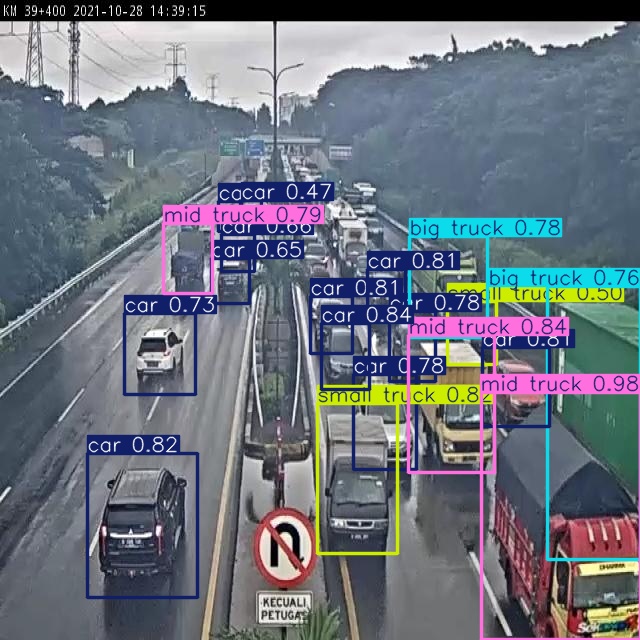 KM 39+400 2021-10-28 14:39:15
cacar 0.47
mid truck 0.79
car 0.66
car 0.65
big truck 0.78
car 0.81
big truck 0.76
small truck 0.50
car 0.81
car 0.78
car 0.73
car 0.84
mid truck 0.84
car 0.81
car 0.78
mid truck 0.98
small truck 0.82
car 0.82
DHARMA
KECUALI
PETUGAS